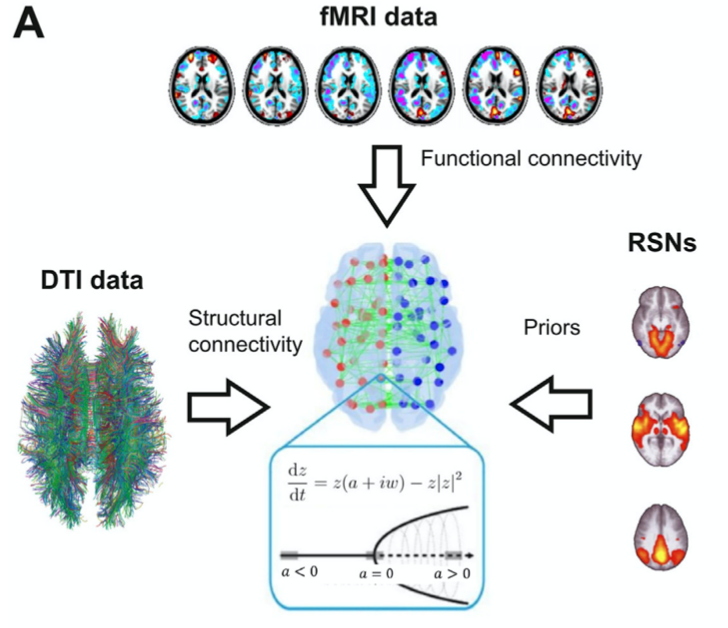 A
fMRI data
Functional connectivity
RSNs
DTI data
Structural
connectivity
Priors
dz/dt = z(a + iw) − z|z|²
a < 0
a = 0
a > 0